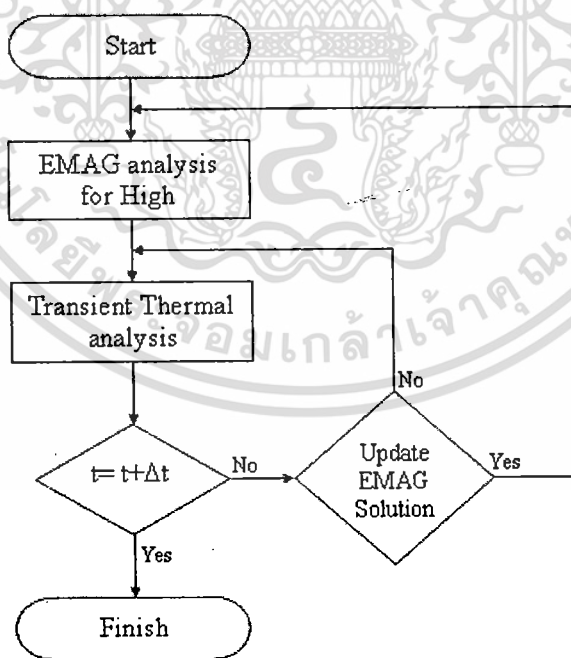 Start
EMAG analysis
for High
Transient Thermal
analysis
No
t= t+Δt
No
Update
EMAG
Solution
Yes
Yes
Finish